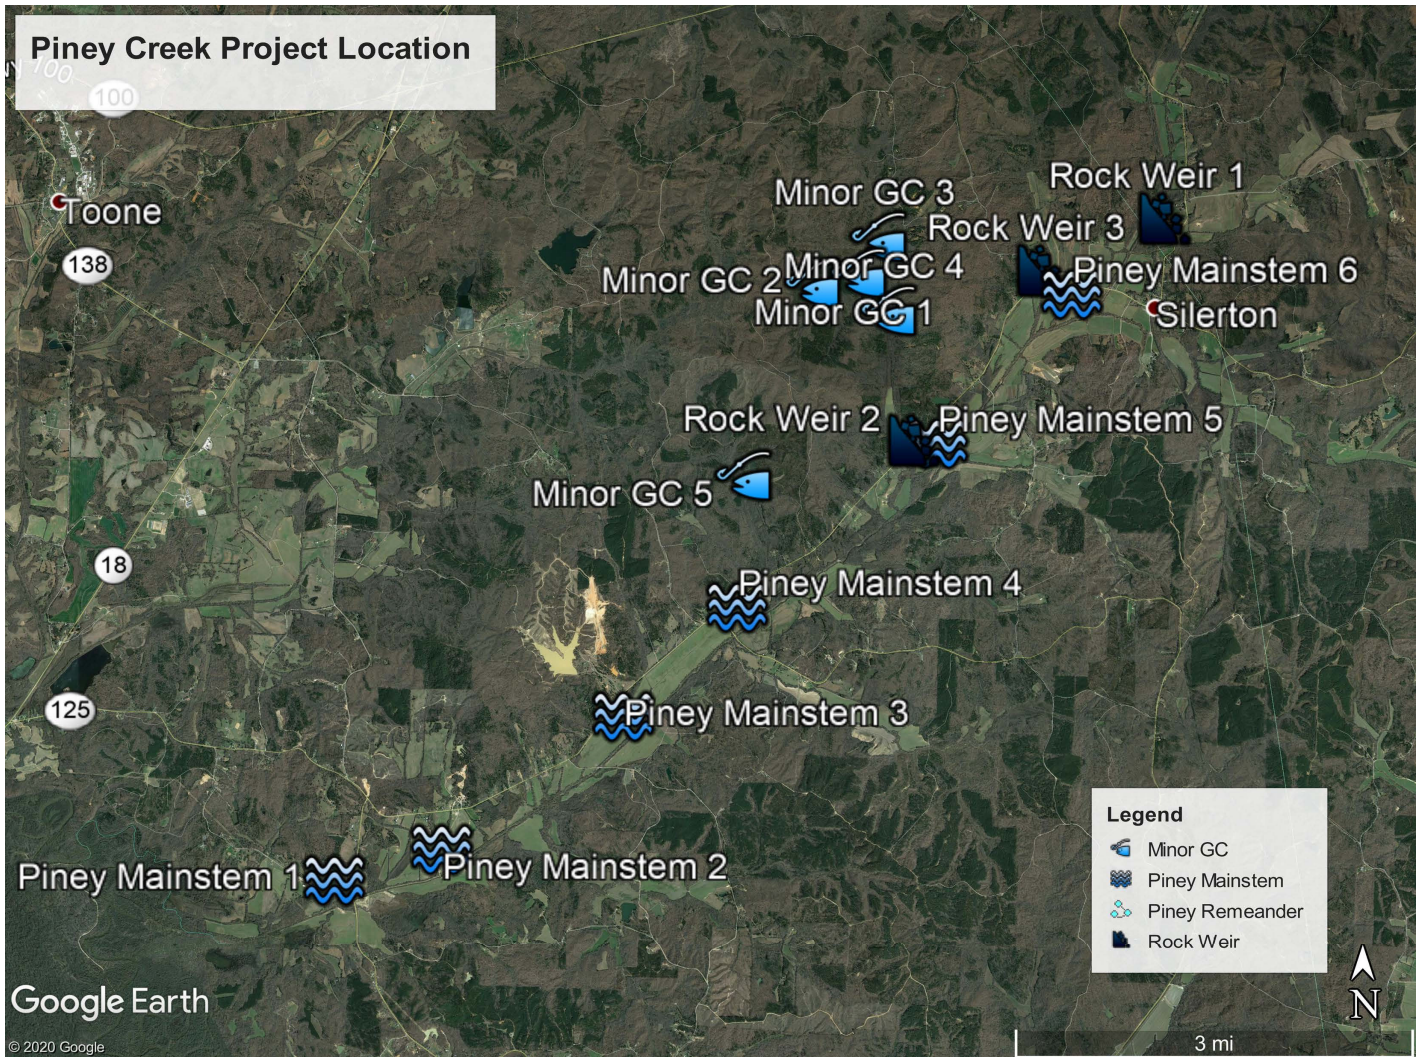 Piney Creek Project Location
100
100
Toone
138
Minor GC 3
Rock Weir 1
Rock Weir 3
Minor GC 4
Minor GC 2
Piney Mainstem 6
Minor GC 1
Silerton
Rock Weir 2
Piney Mainstem 5
Minor GC 5
18
Piney Mainstem 4
125
Piney Mainstem 3
Piney Mainstem 2
Piney Mainstem 1
Legend
Minor GC
Piney Mainstem
Piney Remeander
Rock Weir
N
Google Earth
© 2020 Google
3 mi